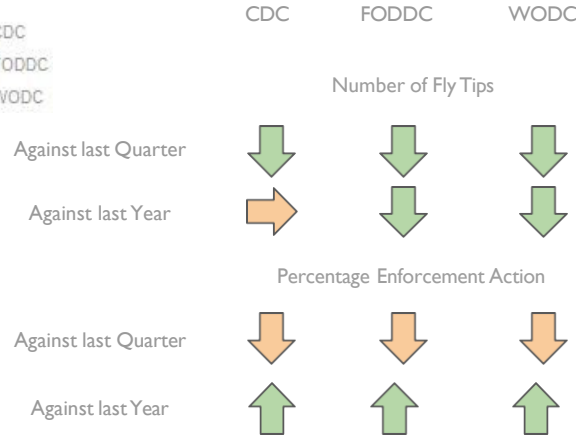 CDC FODDC WODC
CDC
FODDC
WODC
Number of Fly Tips
Against last Quarter
Against last Year
Percentage Enforcement Action
Against last Quarter
Against last Year